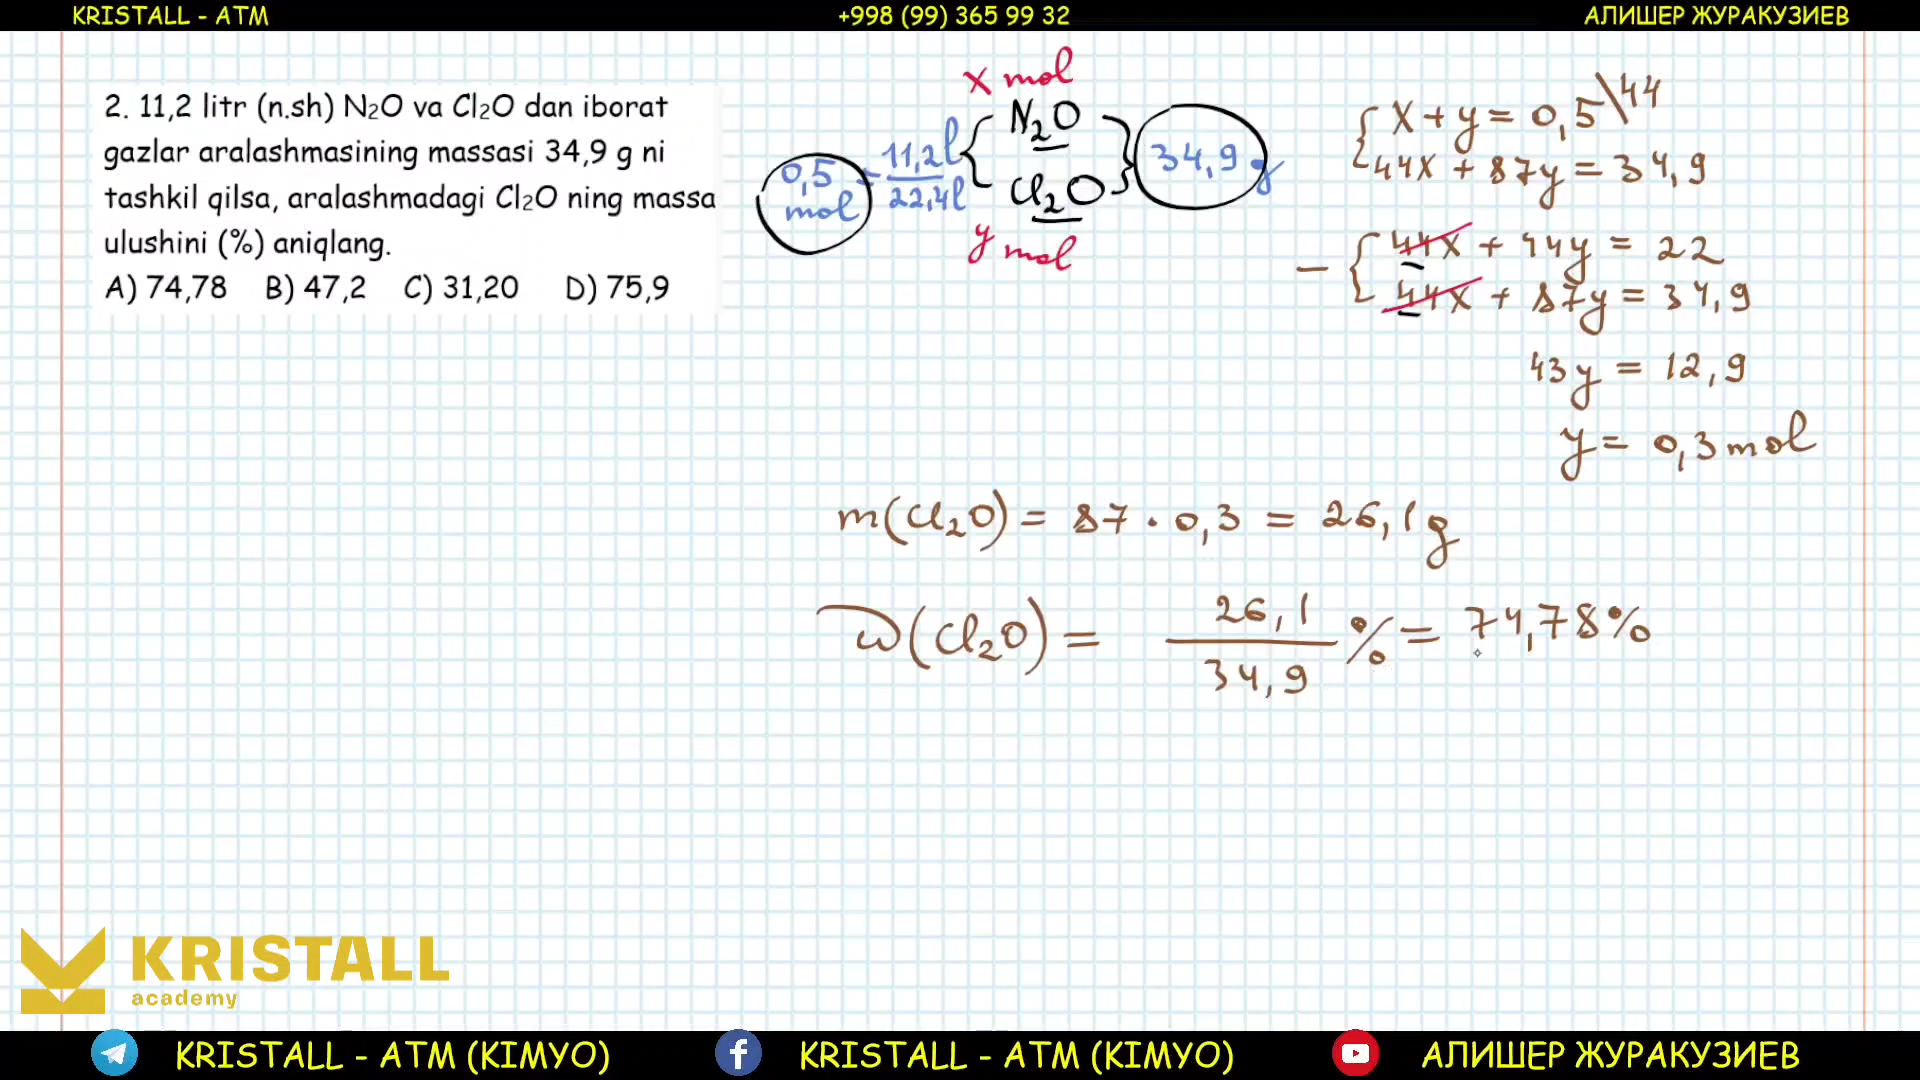 KRISTALL - ATM
+998 (99) 365 99 32
АЛИШЕР ЖУРАКУЗИЕВ
2. 11,2 litr (n.sh) N₂O va Cl₂O dan iborat
gazlar aralashmasining massasi 34,9 g ni
tashkil qilsa, aralashmadagi Cl₂O ning massa
ulushini (%) aniqlang.
A) 74,78 B) 47,2 C) 31,20 D) 75,9
x mol
N₂O
0,5 mol = 11,2l / 22,4l
34,9 g
Cl₂O
y mol
x + y = 0,5 \44
44x + 87y = 34,9
- 44x + 44y = 22
44x + 87y = 34,9
43y = 12,9
y = 0,3 mol
m(Cl₂O) = 87 · 0,3 = 26,1 g
w(Cl₂O) = 26,1 / 34,9 % = 74,78%
KRISTALL
academy
KRISTALL - ATM (KIMYO)
KRISTALL - ATM (KIMYO)
АЛИШЕР ЖУРАКУЗИЕВ